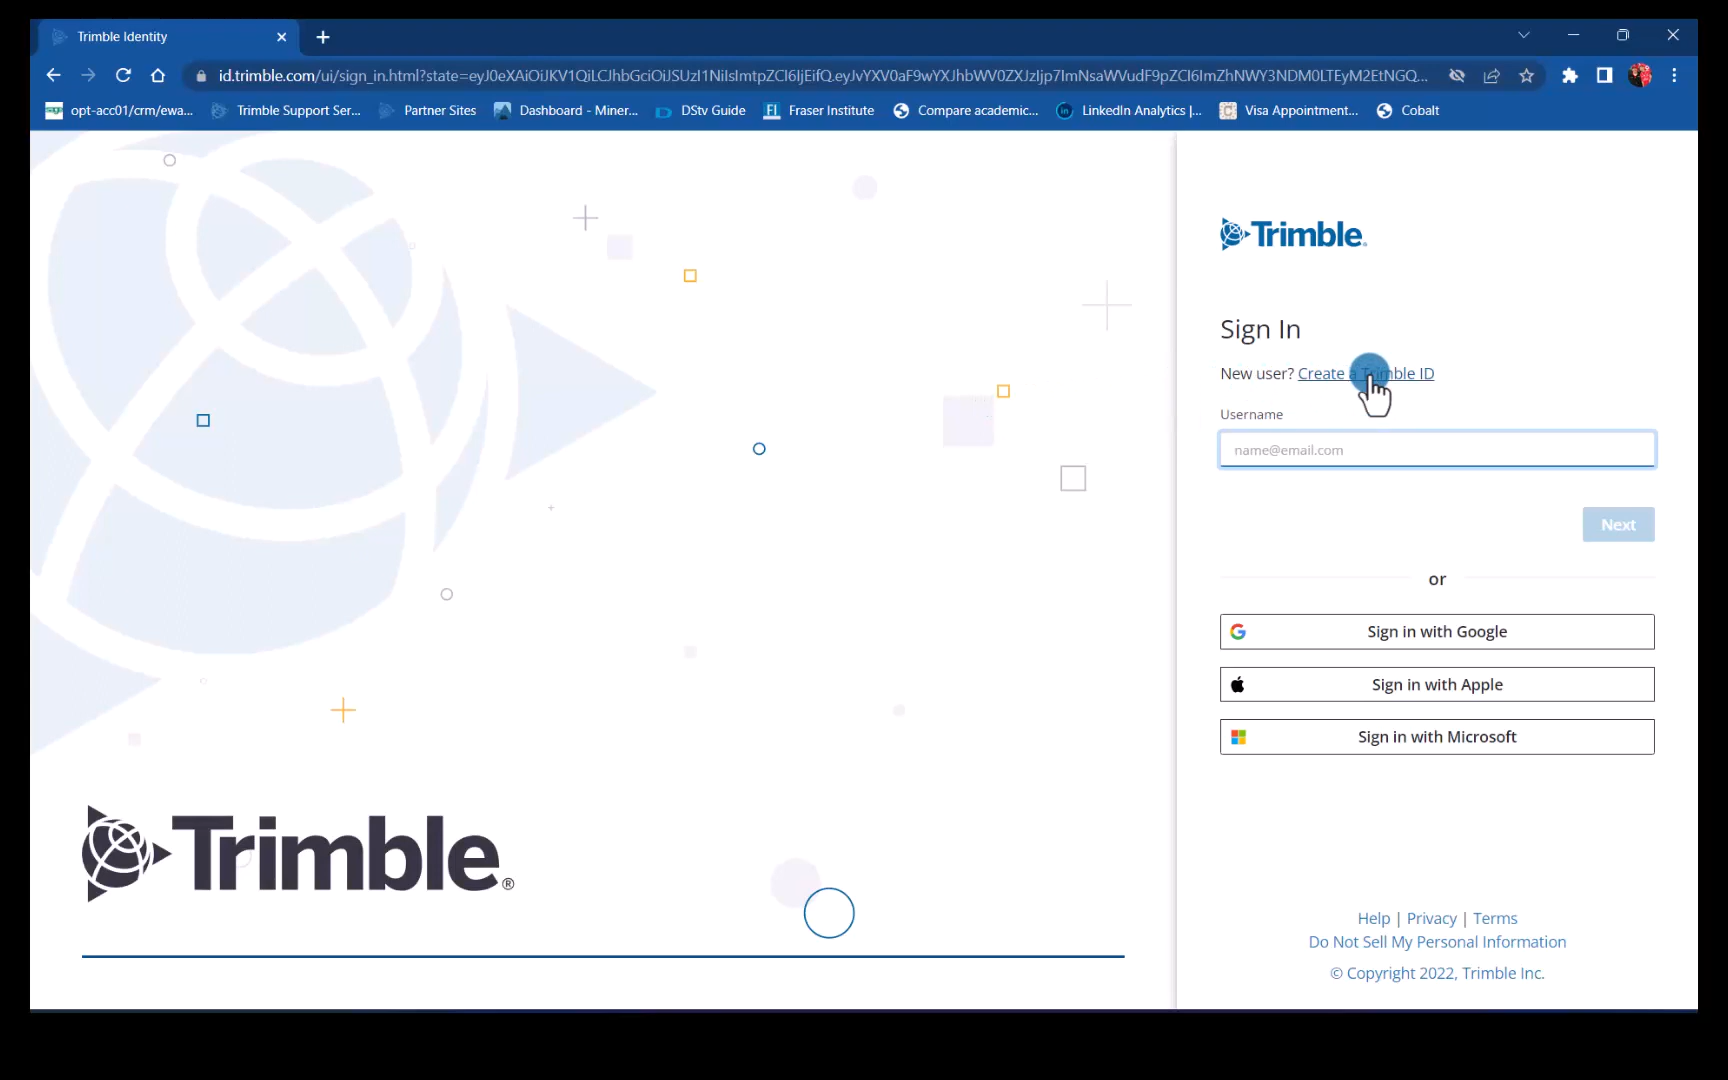 Trimble Identity
id.trimble.com/ui/sign_in.html?state=eyJ0eXAiOiJKV1QiLCJhbGciOiJSUzI1NiIsImtpZCI6IjEifQ.eyJvYXV0aF9wYXJhbWV0ZXJzIjp7ImNsaWVudF9pZCI6ImZhNWY3NDM0LTEyM2EtNGQ...
opt-acc01/crm/ewa...
Trimble Support Ser...
Partner Sites
Dashboard - Miner...
DStv Guide
FI Fraser Institute
Compare academic...
LinkedIn Analytics |...
Visa Appointment...
Cobalt
Trimble
Sign In
New user? Create a Trimble ID
Username
name@email.com
Next
or
Sign in with Google
Sign in with Apple
Sign in with Microsoft
Trimble®
Help | Privacy | Terms
Do Not Sell My Personal Information
© Copyright 2022, Trimble Inc.